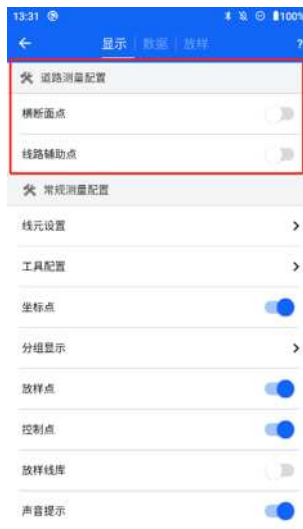 13:31 100%
← 显示 | 数据 | 放样 ?
道路测量配置
横断面点
线路辅助点
常规测量配置
线元设置
工具配置
坐标点
分组显示
放样点
控制点
放样线库
声音提示